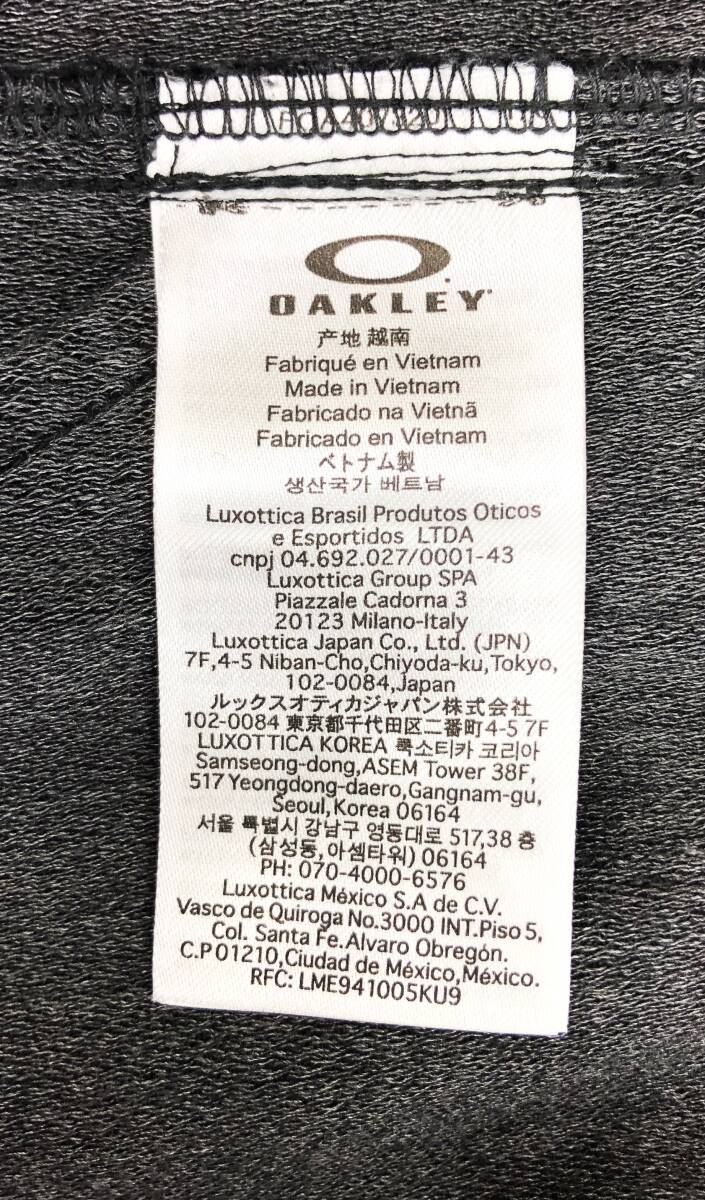 OAKLEY
产地 越南
Fabriqué en Vietnam
Made in Vietnam
Fabricado na Vietnã
Fabricado en Vietnam
ベトナム製
생산국가 베트남
Luxottica Brasil Produtos Oticos
e Esportidos LTDA
cnpj 04.692.027/0001-43
Luxottica Group SPA
Piazzale Cadorna 3
20123 Milano-Italy
Luxottica Japan Co., Ltd. (JPN)
7F,4-5 Niban-Cho,Chiyoda-ku,Tokyo,
102-0084,Japan
ルックスオティカジャパン株式会社
102-0084 東京都千代田区二番町4-5 7F
LUXOTTICA KOREA 룩소티카 코리아
Samseong-dong,ASEM Tower 38F,
517 Yeongdong-daero,Gangnam-gu,
Seoul,Korea 06164
서울 특별시 강남구 영동대로 517,38 층
(삼성동,아셈타워) 06164
PH: 070-4000-6576
Luxottica México S.A de C.V.
Vasco de Quiroga No.3000 INT.Piso 5,
Col. Santa Fe.Alvaro Obregón.
C.P 01210,Ciudad de México,México.
RFC: LME941005KU9